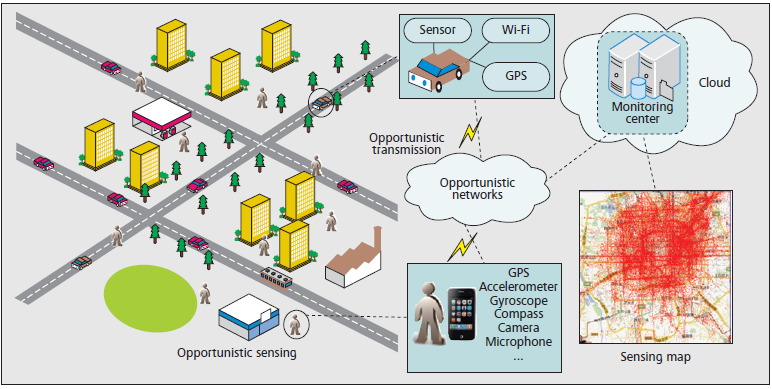 Sensor
Wi-Fi
GPS
Cloud
Monitoring
center
Opportunistic
transmission
Opportunistic
networks
GPS
Accelerometer
Gyroscope
Compass
Camera
Microphone
...
Opportunistic sensing
Sensing map